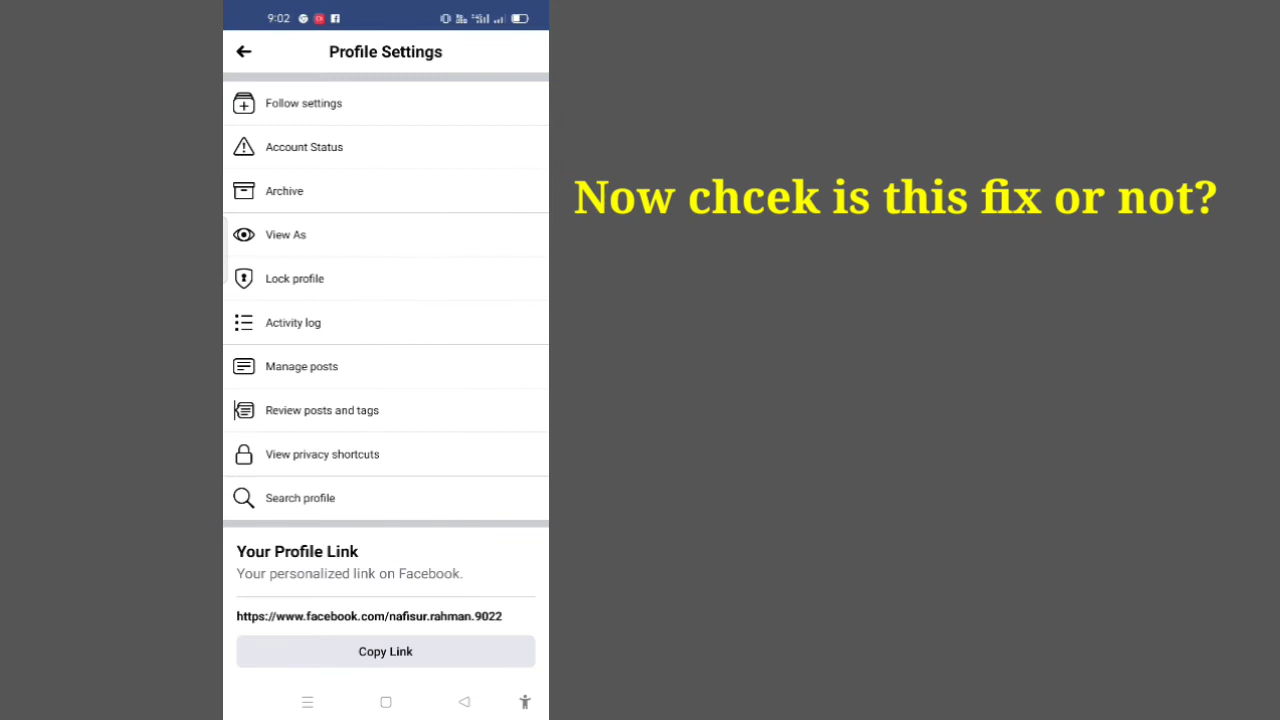 9:02
Profile Settings
Follow settings
Account Status
Archive
View As
Lock profile
Activity log
Manage posts
Review posts and tags
View privacy shortcuts
Search profile
Your Profile Link
Your personalized link on Facebook.
https://www.facebook.com/nafisur.rahman.9022
Copy Link
Now chcek is this fix or not?